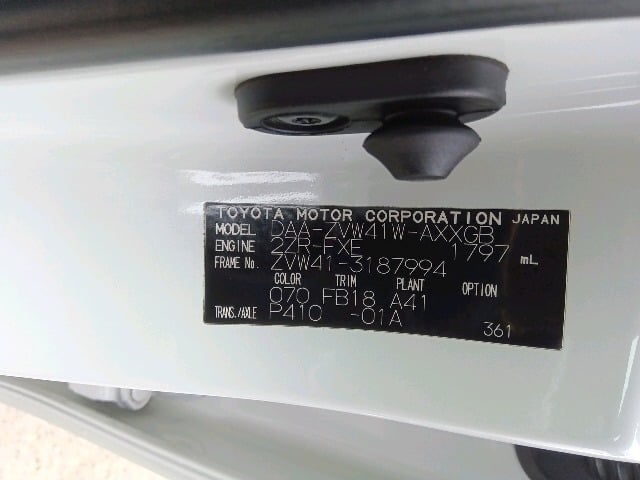 TOYOTA MOTOR CORPORATION JAPAN
MODEL DAA-ZVW41W-AXXGB
ENGINE 2ZR-FXE 1797 mL
FRAME No. ZVW41-3187994
COLOR TRIM PLANT OPTION
070 FB18 A41
TRANS./AXLE P410 -01A
361